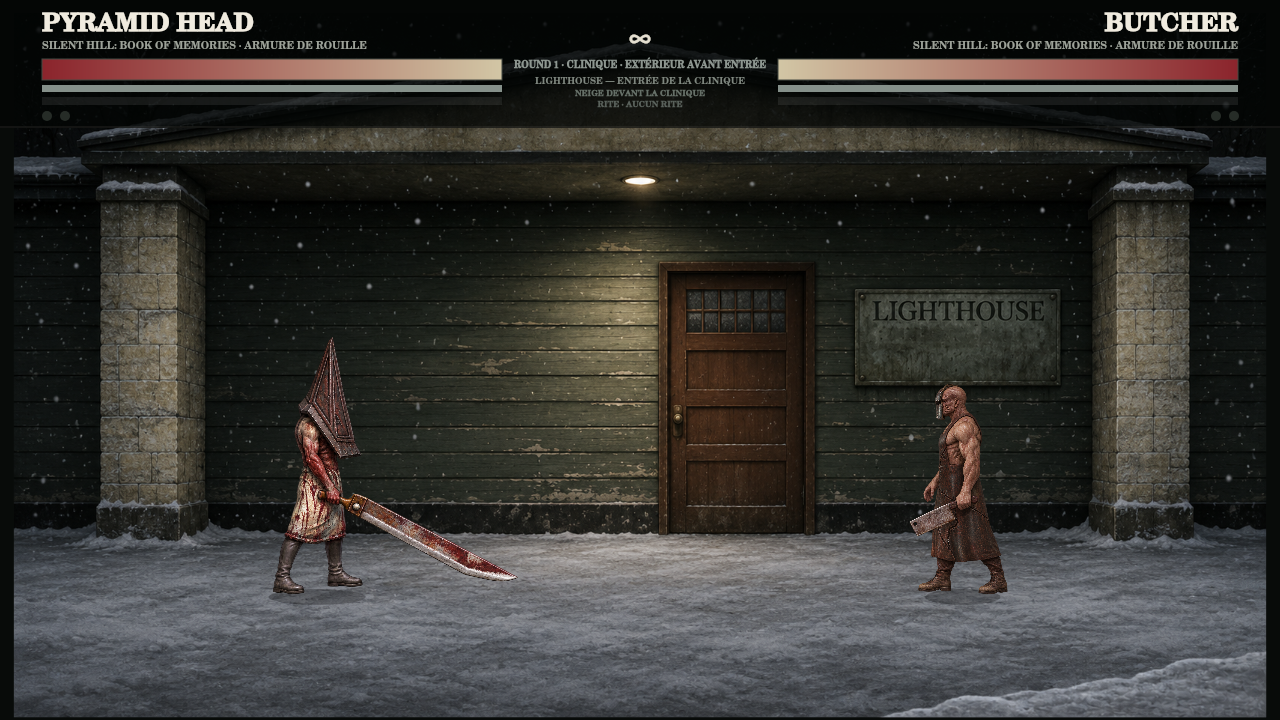 PYRAMID HEAD
SILENT HILL: BOOK OF MEMORIES · ARMURE DE ROUILLE
∞
ROUND 1 · CLINIQUE · EXTÉRIEUR AVANT ENTRÉE
LIGHTHOUSE — ENTRÉE DE LA CLINIQUE
NEIGE DEVANT LA CLINIQUE
RITE · AUCUN RITE
BUTCHER
SILENT HILL: BOOK OF MEMORIES · ARMURE DE ROUILLE
LIGHTHOUSE